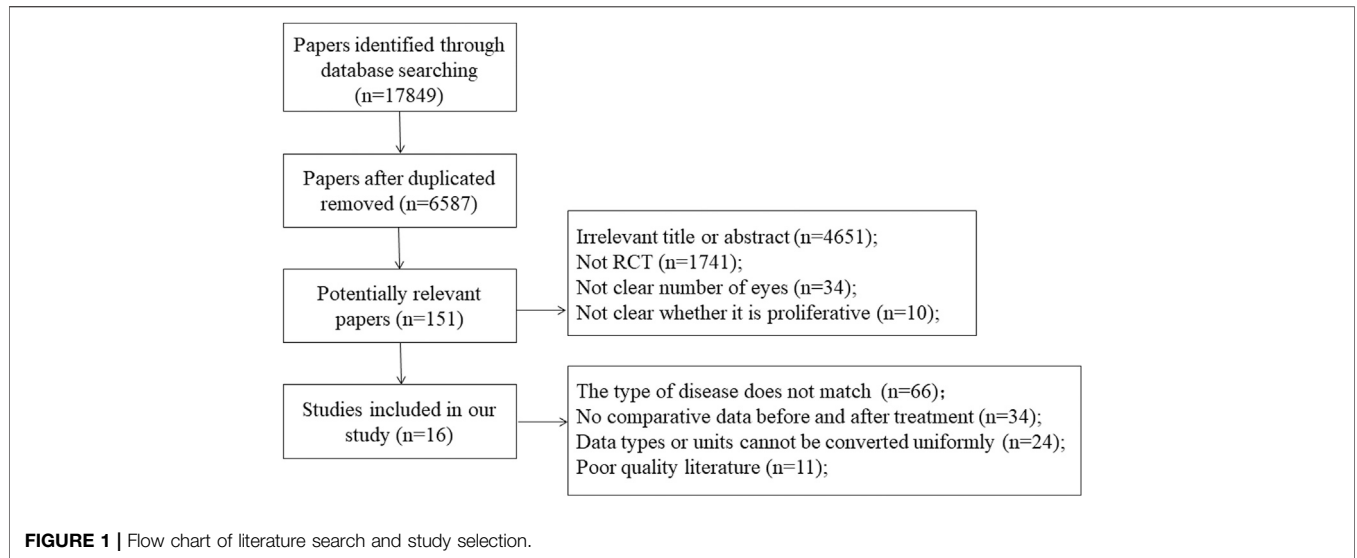 Papers identified through
database searching
(n=17849)
Papers after duplicated
removed (n=6587)
Irrelevant title or abstract (n=4651);
Not RCT (n=1741);
Not clear number of eyes (n=34);
Not clear whether it is proliferative (n=10);
Potentially relevant
papers (n=151)
The type of disease does not match (n=66);
No comparative data before and after treatment (n=34);
Data types or units cannot be converted uniformly (n=24);
Poor quality literature (n=11);
Studies included in our
study (n=16)
FIGURE 1 | Flow chart of literature search and study selection.